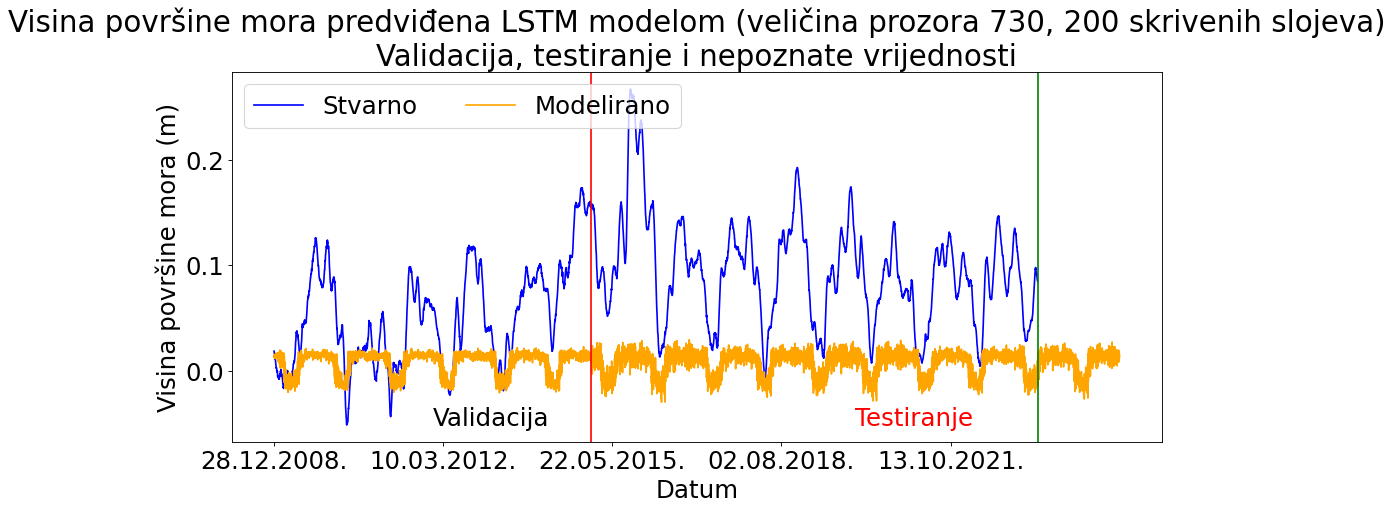 Visina površine mora predviđena LSTM modelom (veličina prozora 730, 200 skrivenih slojeva)
Validacija, testiranje i nepoznate vrijednosti
Stvarno
Modelirano
Visina površine mora (m)
0.2
0.1
0.0
Validacija
Testiranje
28.12.2008.
10.03.2012.
22.05.2015.
02.08.2018.
13.10.2021.
Datum